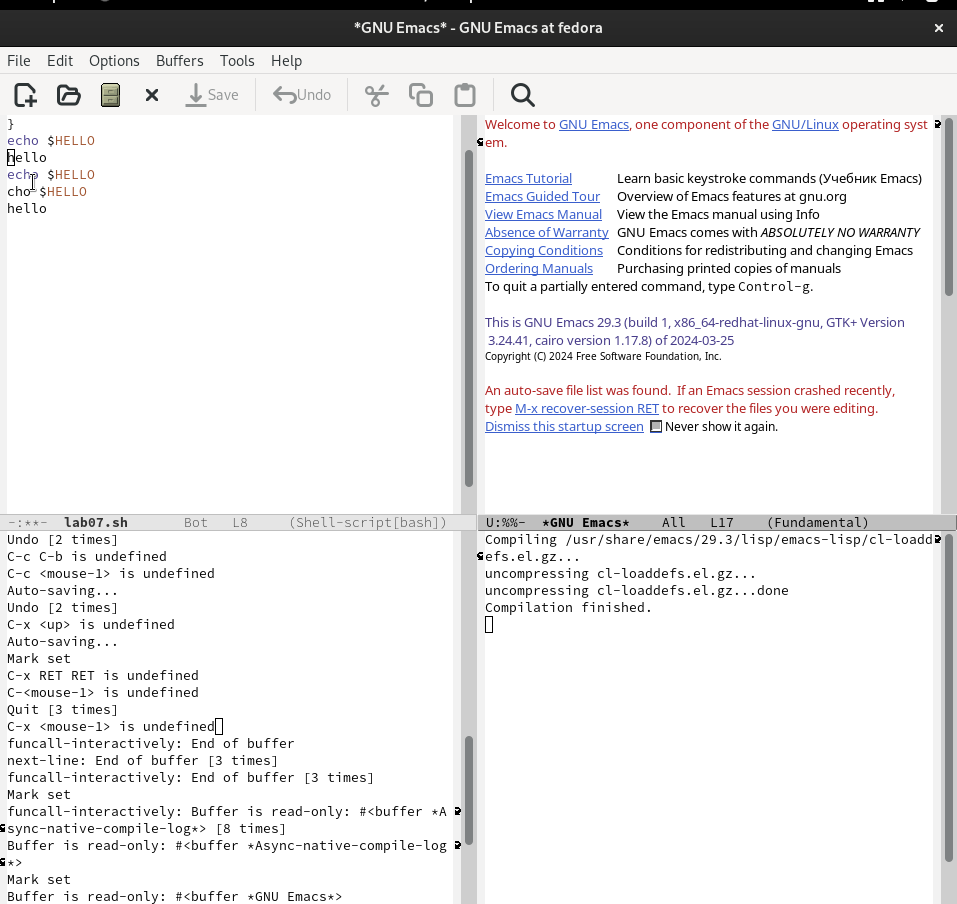 *GNU Emacs* - GNU Emacs at fedora
File Edit Options Buffers Tools Help
Save Undo
}
echo $HELLO
hello
echo $HELLO
cho $HELLO
hello
-:**- lab07.sh Bot L8 (Shell-script[bash])
Welcome to GNU Emacs, one component of the GNU/Linux operating syst
em.
Emacs Tutorial Learn basic keystroke commands (Учебник Emacs)
Emacs Guided Tour Overview of Emacs features at gnu.org
View Emacs Manual View the Emacs manual using Info
Absence of Warranty GNU Emacs comes with ABSOLUTELY NO WARRANTY
Copying Conditions Conditions for redistributing and changing Emacs
Ordering Manuals Purchasing printed copies of manuals
To quit a partially entered command, type Control-g.
This is GNU Emacs 29.3 (build 1, x86_64-redhat-linux-gnu, GTK+ Version
3.24.41, cairo version 1.17.8) of 2024-03-25
Copyright (C) 2024 Free Software Foundation, Inc.
An auto-save file list was found. If an Emacs session crashed recently,
type M-x recover-session RET to recover the files you were editing.
Dismiss this startup screen Never show it again.
U:%%- *GNU Emacs* All L17 (Fundamental)
Undo [2 times]
C-c C-b is undefined
C-c <mouse-1> is undefined
Auto-saving...
Undo [2 times]
C-x <up> is undefined
Auto-saving...
Mark set
C-x RET RET is undefined
C-<mouse-1> is undefined
Quit [3 times]
C-x <mouse-1> is undefined
funcall-interactively: End of buffer
next-line: End of buffer [3 times]
funcall-interactively: End of buffer [3 times]
Mark set
funcall-interactively: Buffer is read-only: #<buffer *A
sync-native-compile-log*> [8 times]
Buffer is read-only: #<buffer *Async-native-compile-log
*>
Mark set
Buffer is read-only: #<buffer *GNU Emacs*>
Compiling /usr/share/emacs/29.3/lisp/emacs-lisp/cl-loadd
efs.el.gz...
uncompressing cl-loaddefs.el.gz...
uncompressing cl-loaddefs.el.gz...done
Compilation finished.